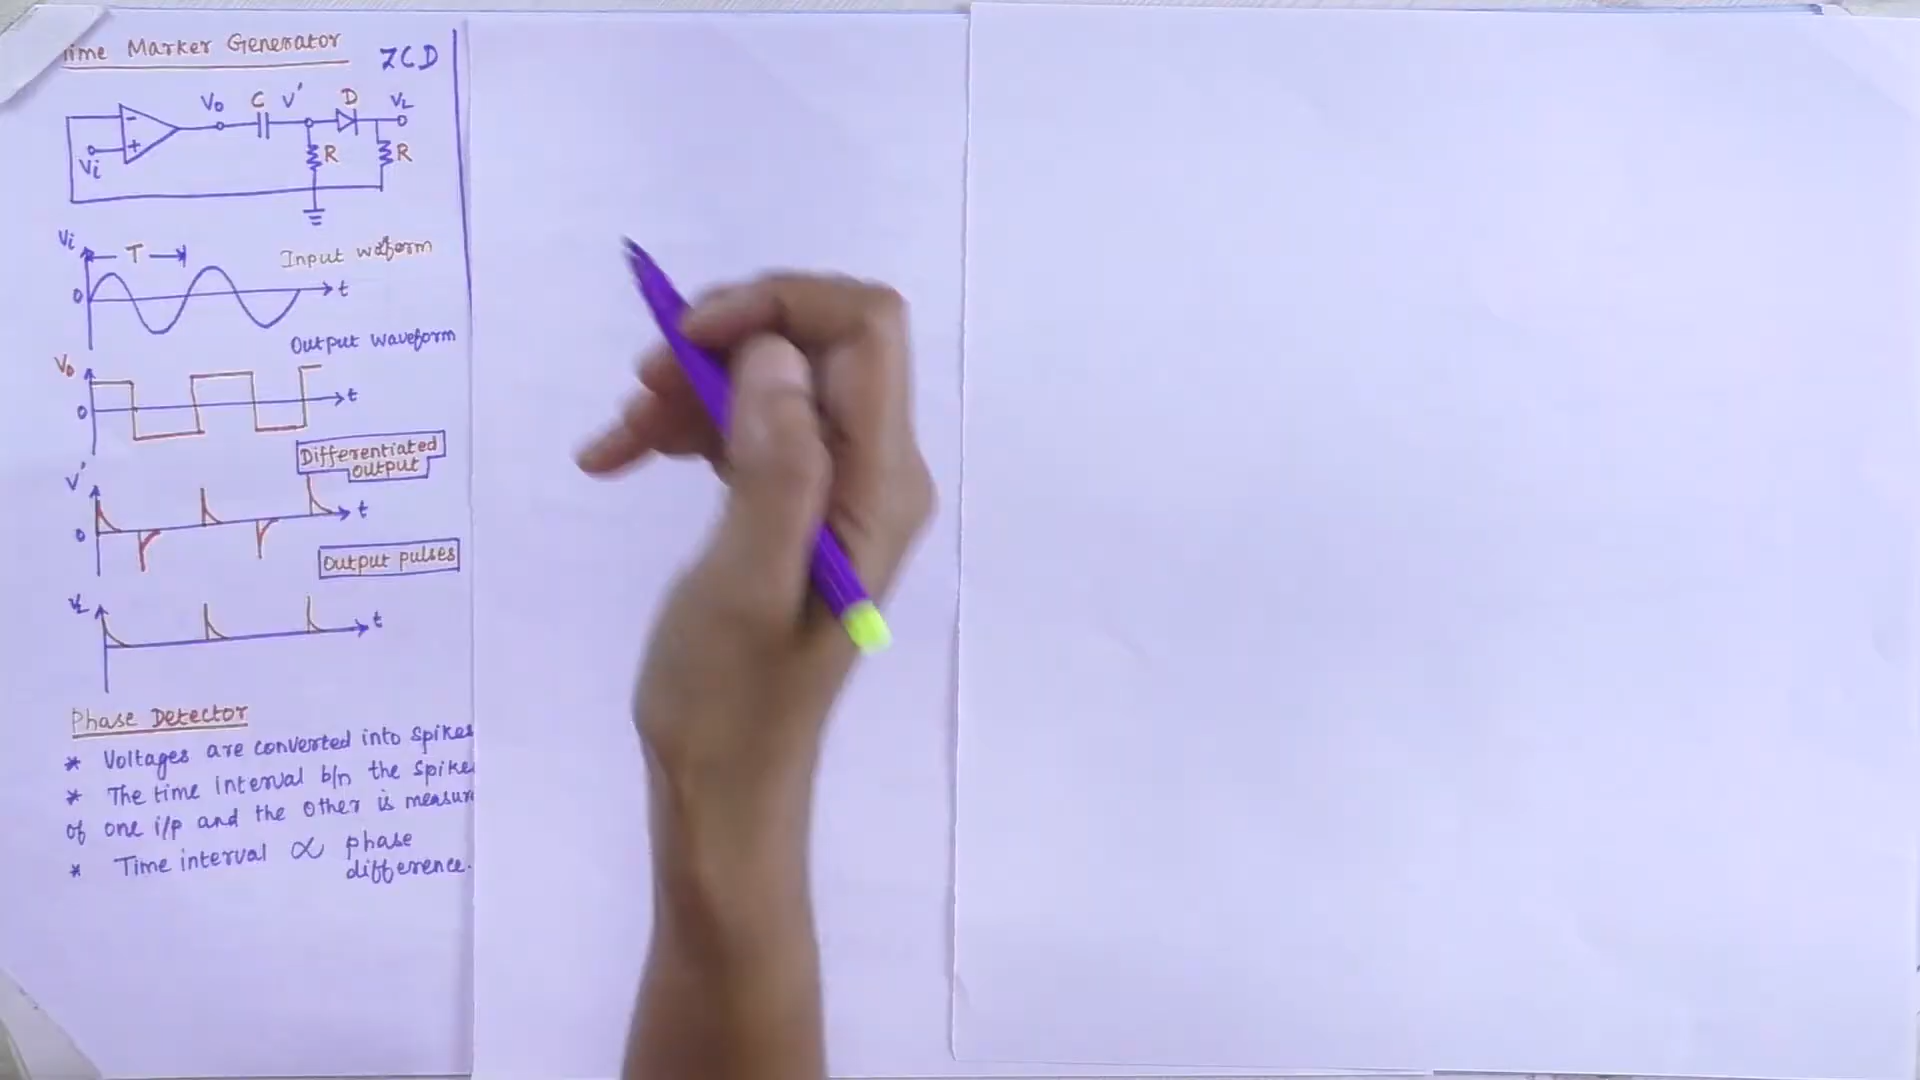 Time Marker Generator
ZCD
Vo C V' D VL
-
+
Vi
R R
Vi
T
Input waform
0
t
Output waveform
Vo
0
t
Differentiated
output
V'
0
t
Output pulses
VL
t
Phase Detector
* Voltages are converted into spikes
* The time interval b/n the spike
of one i/p and the other is measur
* Time interval ∝ phase
difference.